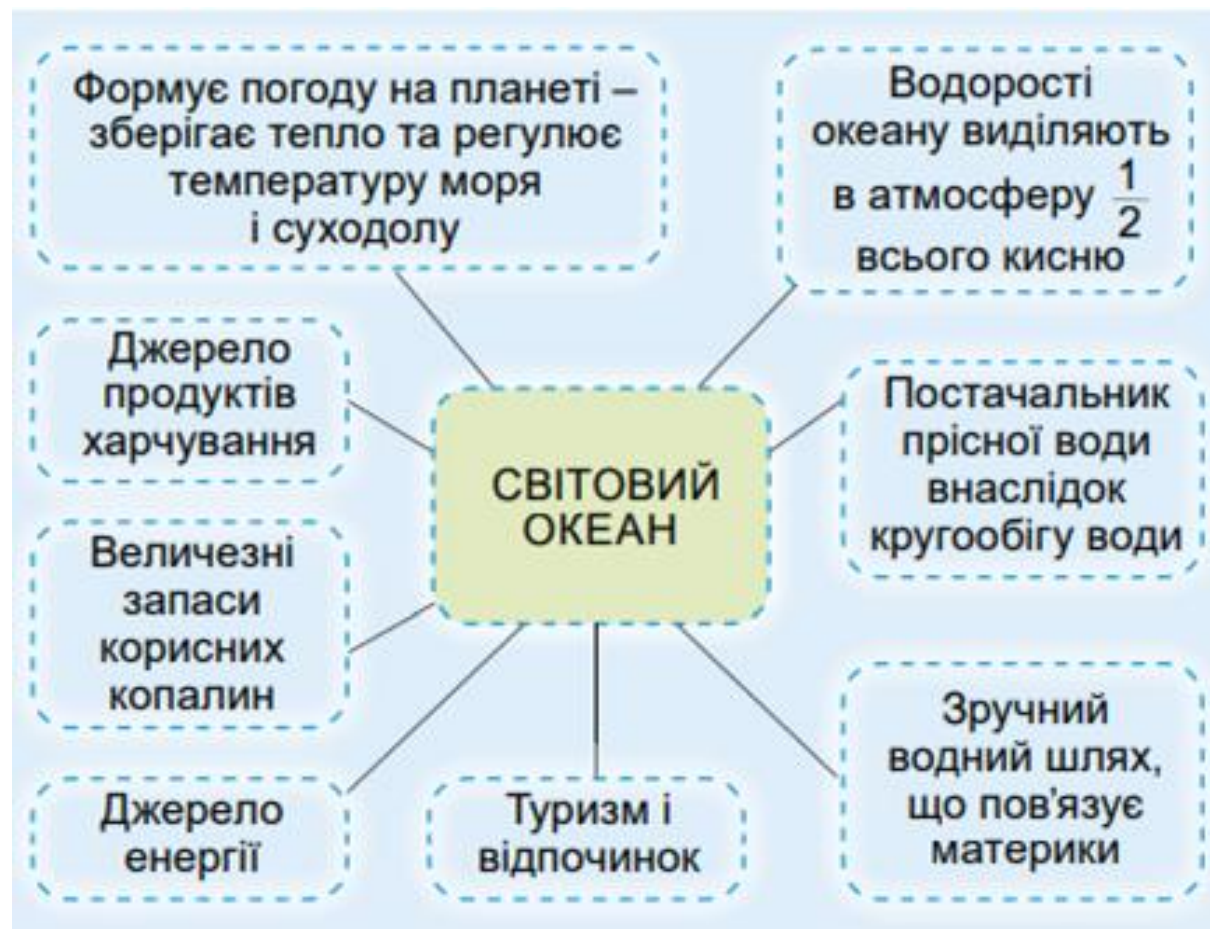 Формує погоду на планеті –
зберігає тепло та регулює
температуру моря
і суходолу
Водорості
океану виділяють
в атмосферу 1/2
всього кисню
Джерело
продуктів
харчування
СВІТОВИЙ
ОКЕАН
Постачальник
прісної води
внаслідок
кругообігу води
Величезні
запаси
корисних
копалин
Джерело
енергії
Туризм і
відпочинок
Зручний
водний шлях,
що пов'язує
материки